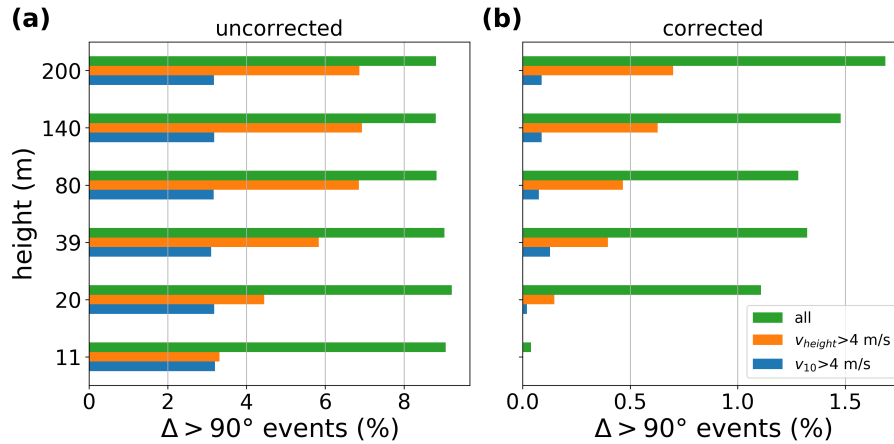 (a)
uncorrected
(b)
corrected
height (m)
200
140
80
39
20
11
0 2 4 6 8
Δ > 90° events (%)
0.0 0.5 1.0 1.5
Δ > 90° events (%)
all
v_height>4 m/s
v_10>4 m/s